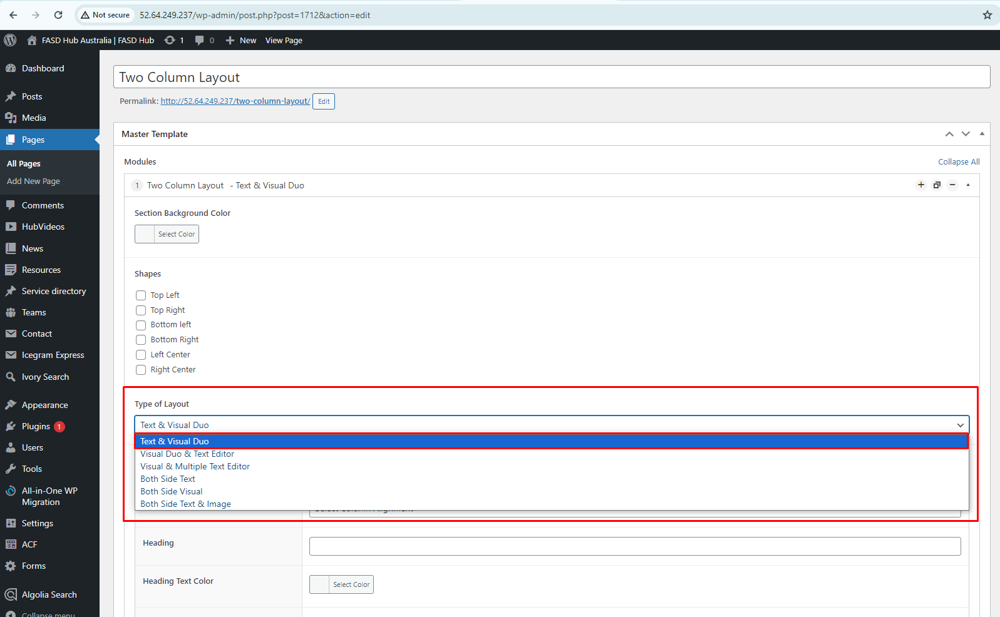 Not secure 52.64.249.237/wp-admin/post.php?post=1712&action=edit
FASD Hub Australia | FASD Hub 1 0 New View Page
Dashboard
Posts
Media
Pages
All Pages
Add New Page
Comments
HubVideos
News
Resources
Service directory
Teams
Contact
Icegram Express
Ivory Search
Appearance
Plugins 1
Users
Tools
All-in-One WP
Migration
Settings
ACF
Forms
Algolia Search
Collapse menu
Two Column Layout
Permalink: http://52.64.249.237/two-column-layout/ Edit
Master Template
Modules Collapse All
1 Two Column Layout - Text & Visual Duo
Section Background Color
Select Color
Shapes
Top Left
Top Right
Bottom left
Bottom Right
Left Center
Right Center
Type of Layout
Text & Visual Duo
Text & Visual Duo
Visual Duo & Text Editor
Visual & Multiple Text Editor
Both Side Text
Both Side Visual
Both Side Text & Image
Select Column Alignment
Heading
Heading Text Color
Select Color